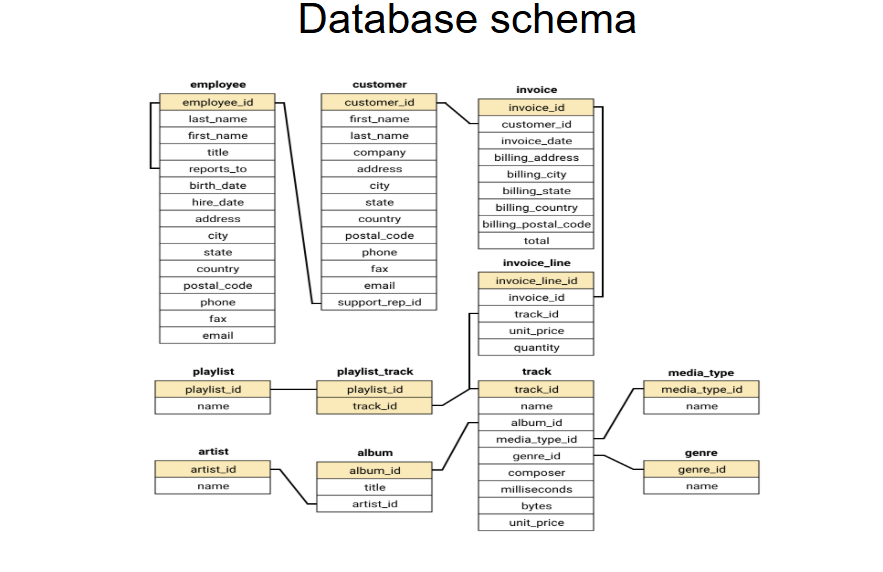 Database schema
employee
employee_id
last_name
first_name
title
reports_to
birth_date
hire_date
address
city
state
country
postal_code
phone
fax
email
customer
customer_id
first_name
last_name
company
address
city
state
country
postal_code
phone
fax
email
support_rep_id
invoice
invoice_id
customer_id
invoice_date
billing_address
billing_city
billing_state
billing_country
billing_postal_code
total
invoice_line
invoice_line_id
invoice_id
track_id
unit_price
quantity
playlist
playlist_id
name
playlist_track
playlist_id
track_id
track
track_id
name
album_id
media_type_id
genre_id
composer
milliseconds
bytes
unit_price
media_type
media_type_id
name
artist
artist_id
name
album
album_id
title
artist_id
genre
genre_id
name